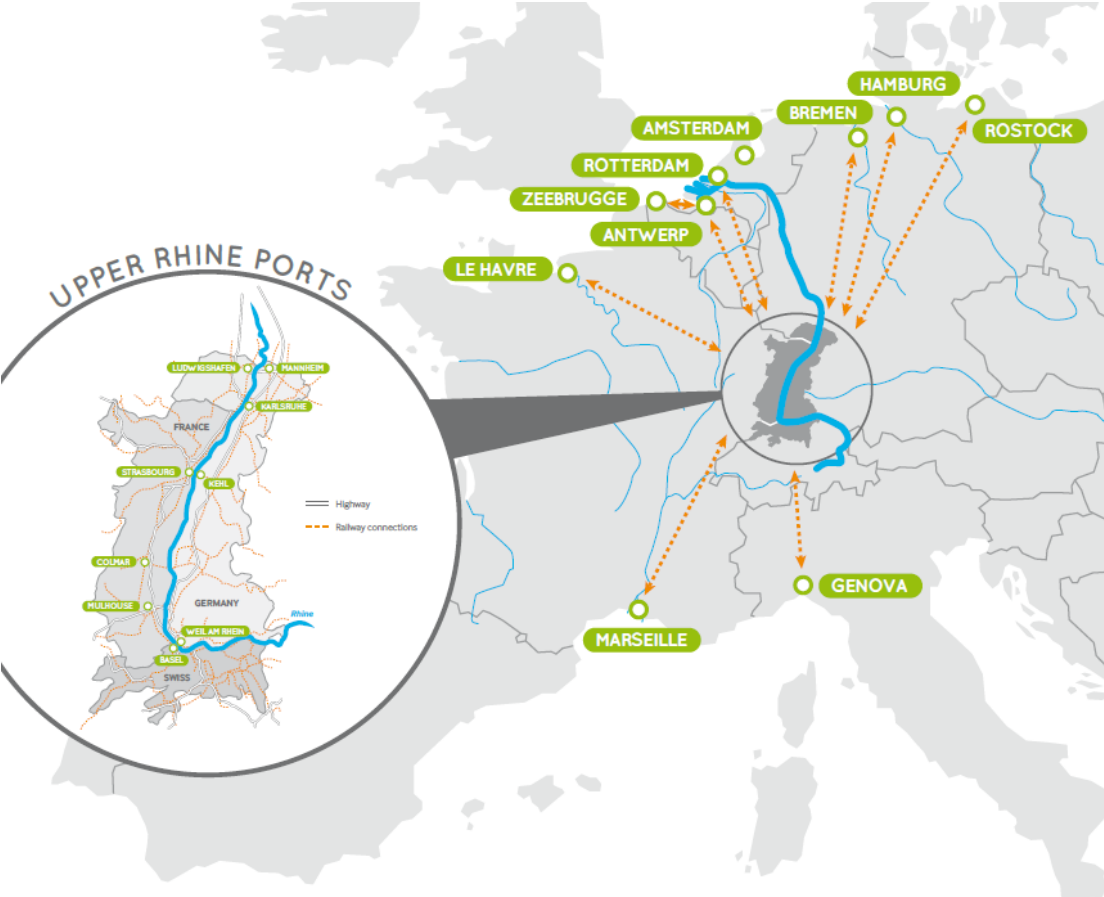 HAMBURG
BREMEN
ROSTOCK
AMSTERDAM
ROTTERDAM
ZEEBRUGGE
ANTWERP
LE HAVRE
UPPER RHINE PORTS
LUDWIGSHAFEN
MANNHEIM
KARLSRUHE
FRANCE
STRASBOURG
KEHL
Highway
Railway connections
COLMAR
GERMANY
MULHOUSE
Rhine
WEIL AM RHEIN
BASEL
SWISS
GENOVA
MARSEILLE